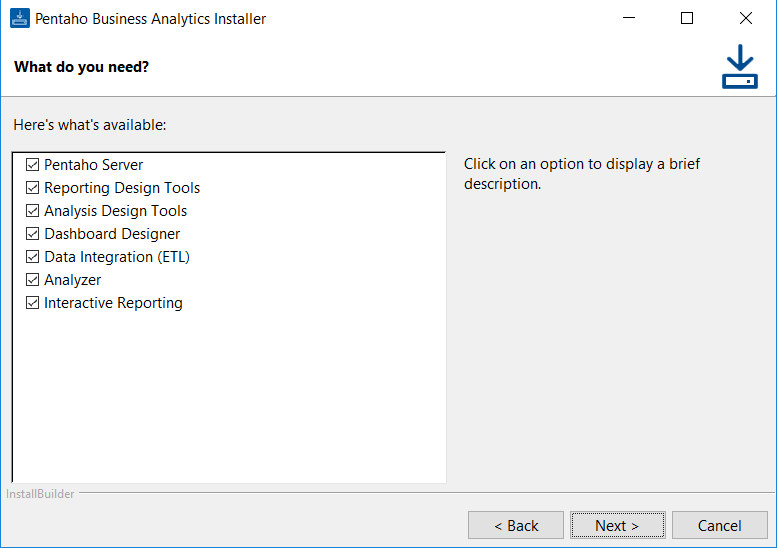 Pentaho Business Analytics Installer
What do you need?
Here's what's available:
Pentaho Server
Reporting Design Tools
Analysis Design Tools
Dashboard Designer
Data Integration (ETL)
Analyzer
Interactive Reporting
Click on an option to display a brief
description.
InstallBuilder
< Back
Next >
Cancel